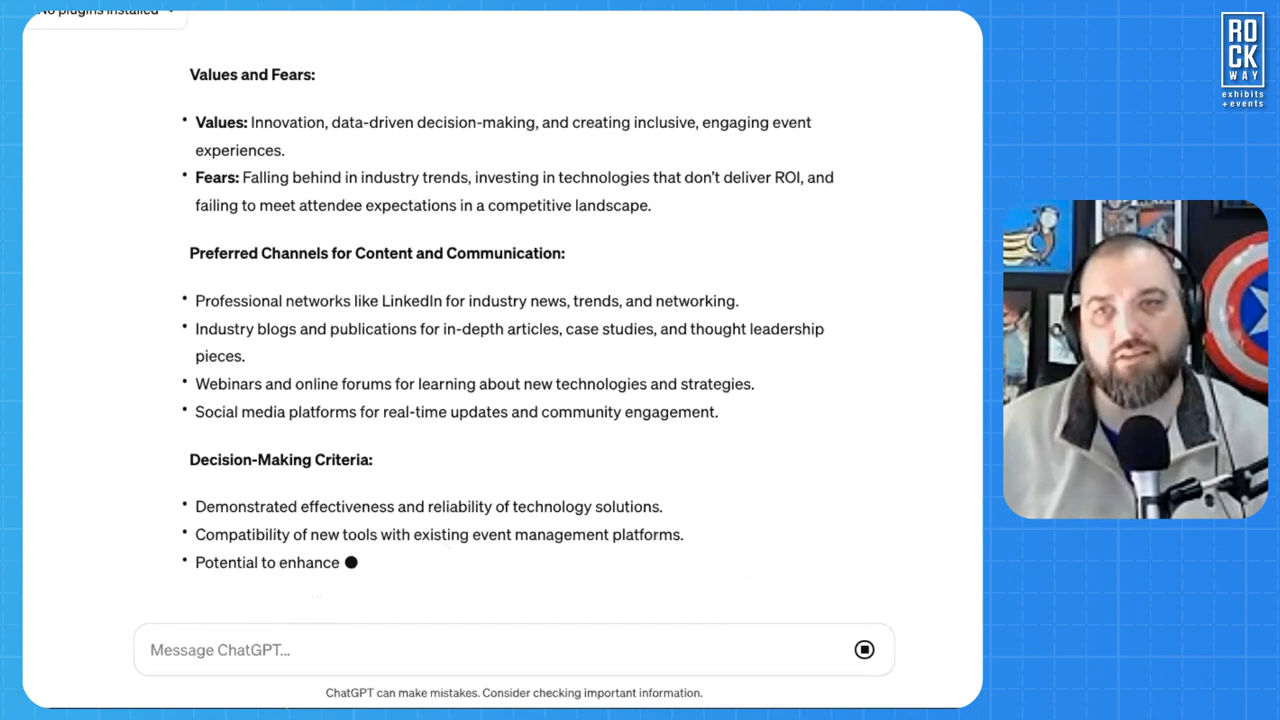 No plugins installed
Values and Fears:
• Values: Innovation, data-driven decision-making, and creating inclusive, engaging event
experiences.
• Fears: Falling behind in industry trends, investing in technologies that don’t deliver ROI, and
failing to meet attendee expectations in a competitive landscape.
Preferred Channels for Content and Communication:
• Professional networks like LinkedIn for industry news, trends, and networking.
• Industry blogs and publications for in-depth articles, case studies, and thought leadership
pieces.
• Webinars and online forums for learning about new technologies and strategies.
• Social media platforms for real-time updates and community engagement.
Decision-Making Criteria:
• Demonstrated effectiveness and reliability of technology solutions.
• Compatibility of new tools with existing event management platforms.
• Potential to enhance
Message ChatGPT...
ChatGPT can make mistakes. Consider checking important information.
RO
CK
WAY
exhibits
+ events